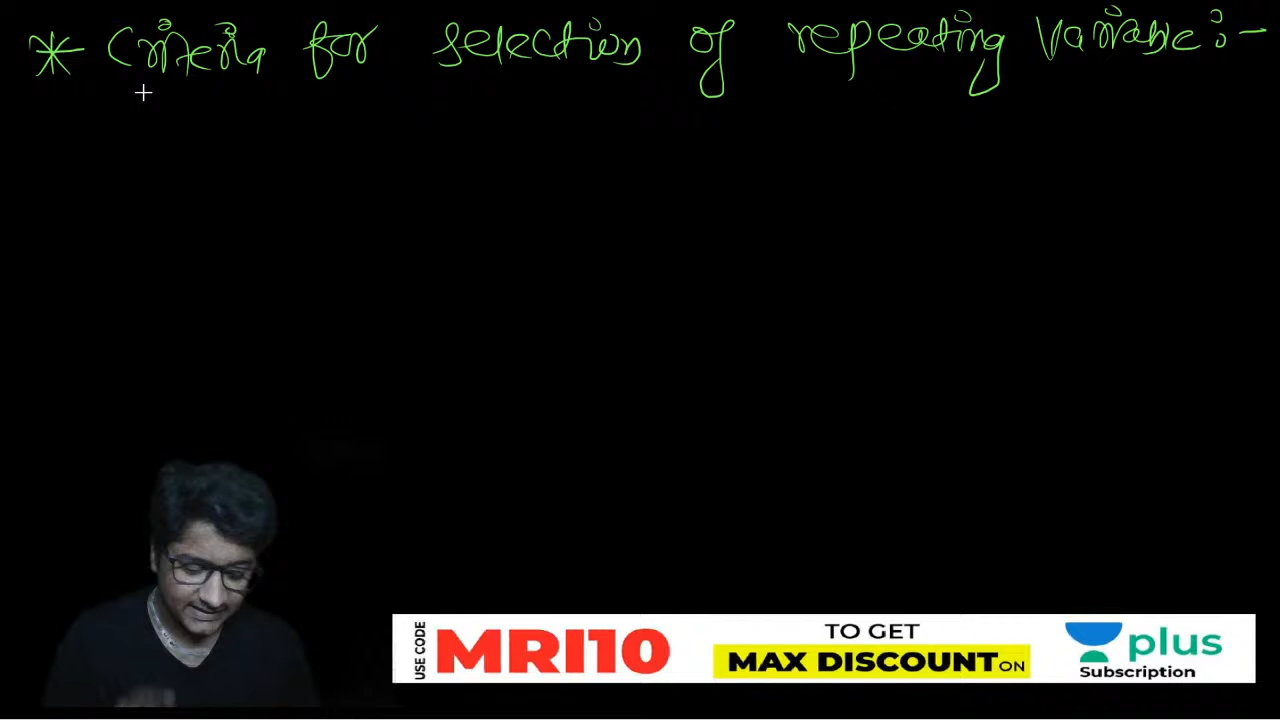 * Criteria for selection of repeating variable:-
USE CODE MRI10 TO GET MAX DISCOUNT ON plus Subscription